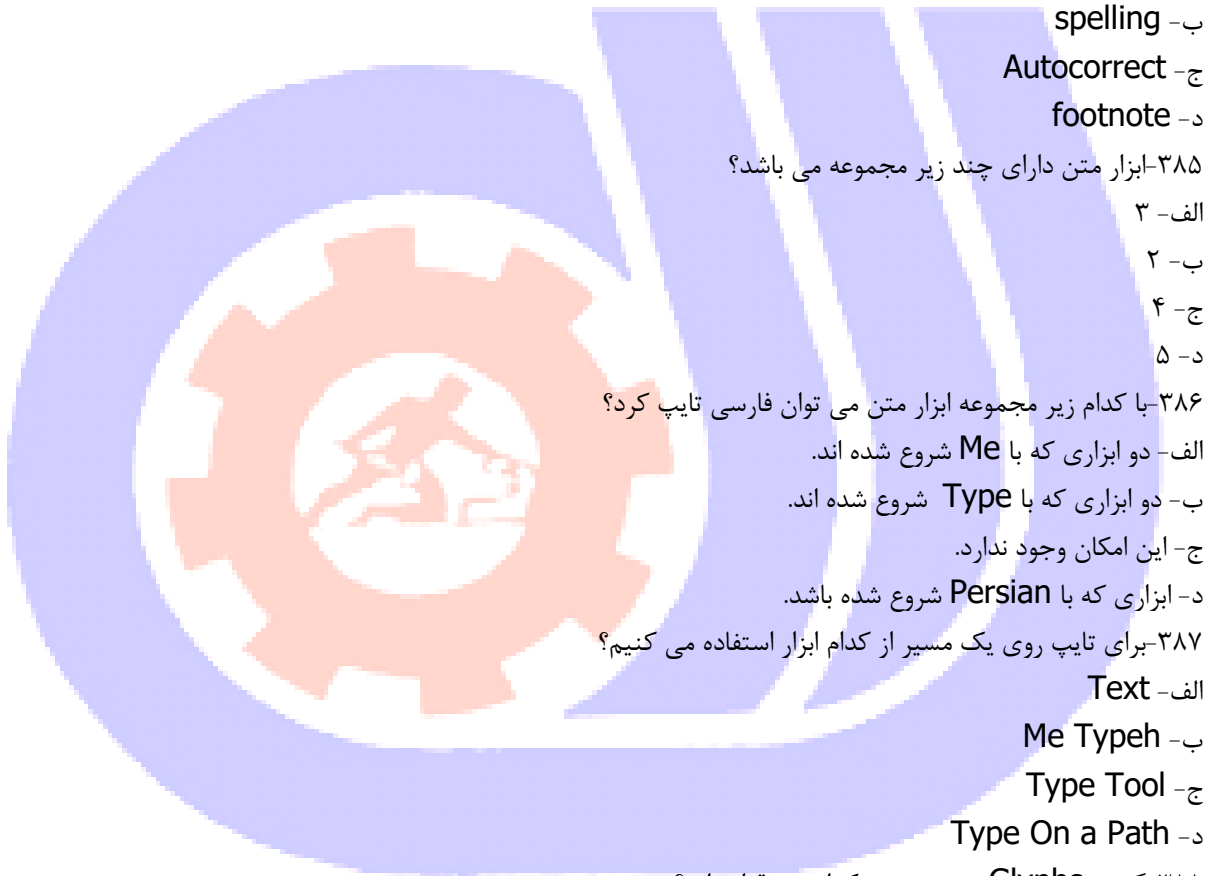 ب- spelling
ج- Autocorrect
د- footnote
۳۸۵-ابزار متن دارای چند زیر مجموعه می باشد؟
الف- ۳
ب- ۲
ج- ۴
د- ۵
۳۸۶-با کدام زیر مجموعه ابزار متن می توان فارسی تایپ کرد؟
الف- دو ابزاری که با Me شروع شده اند.
ب- دو ابزاری که با Type شروع شده اند.
ج- این امکان وجود ندارد.
د- ابزاری که با Persian شروع شده باشد.
۳۸۷-برای تایپ روی یک مسیر از کدام ابزار استفاده می کنیم؟
الف- Text
ب- Me Typeh
ج- Type Tool
د- Type On a Path